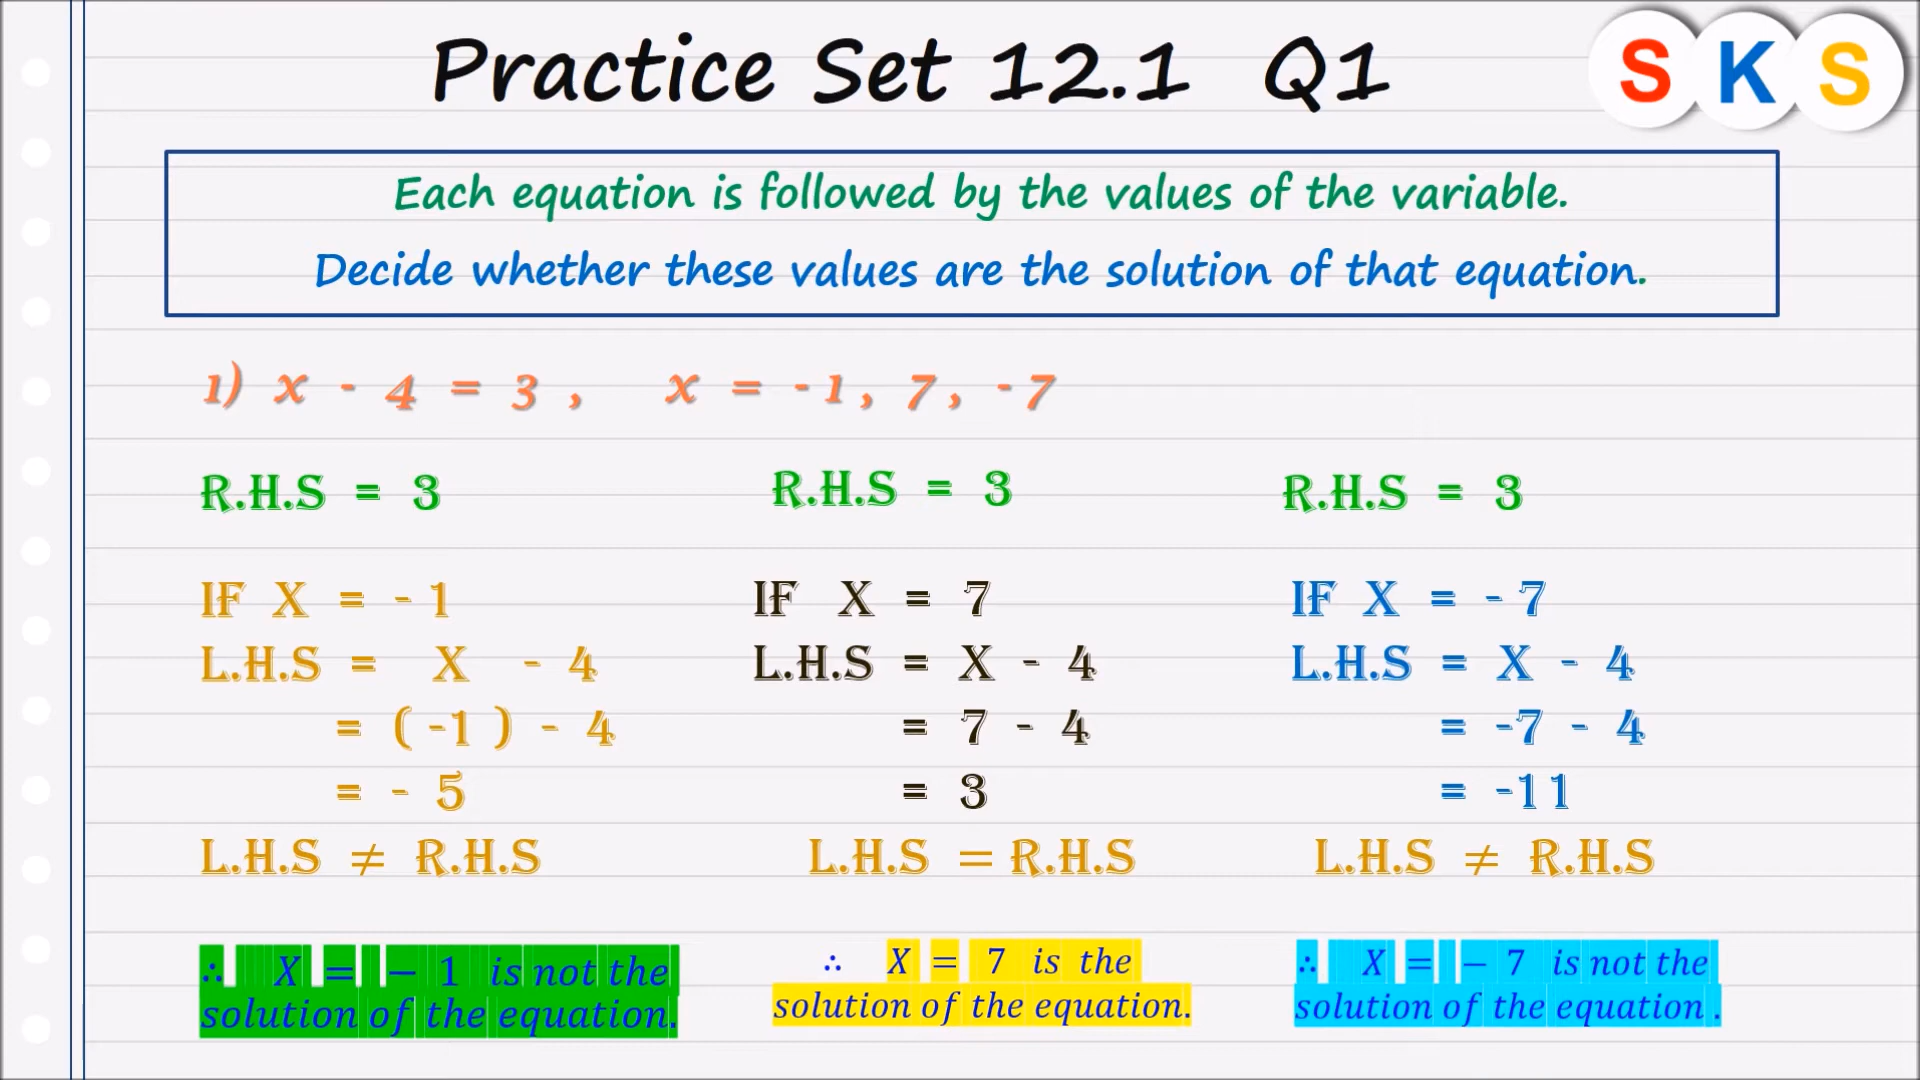 Practice Set 12.1 Q1
S K S
Each equation is followed by the values of the variable.
Decide whether these values are the solution of that equation.
1) x - 4 = 3 , x = -1, 7, -7
R.H.S = 3
IF X = - 1
L.H.S = X - 4
= ( -1 ) - 4
= - 5
L.H.S ≠ R.H.S
∴ X = - 1 is not the
solution of the equation.
R.H.S = 3
IF X = 7
L.H.S = X - 4
= 7 - 4
= 3
L.H.S = R.H.S
∴ X = 7 is the
solution of the equation.
R.H.S = 3
IF X = - 7
L.H.S = X - 4
= -7 - 4
= -11
L.H.S ≠ R.H.S
∴ X = - 7 is not the
solution of the equation .